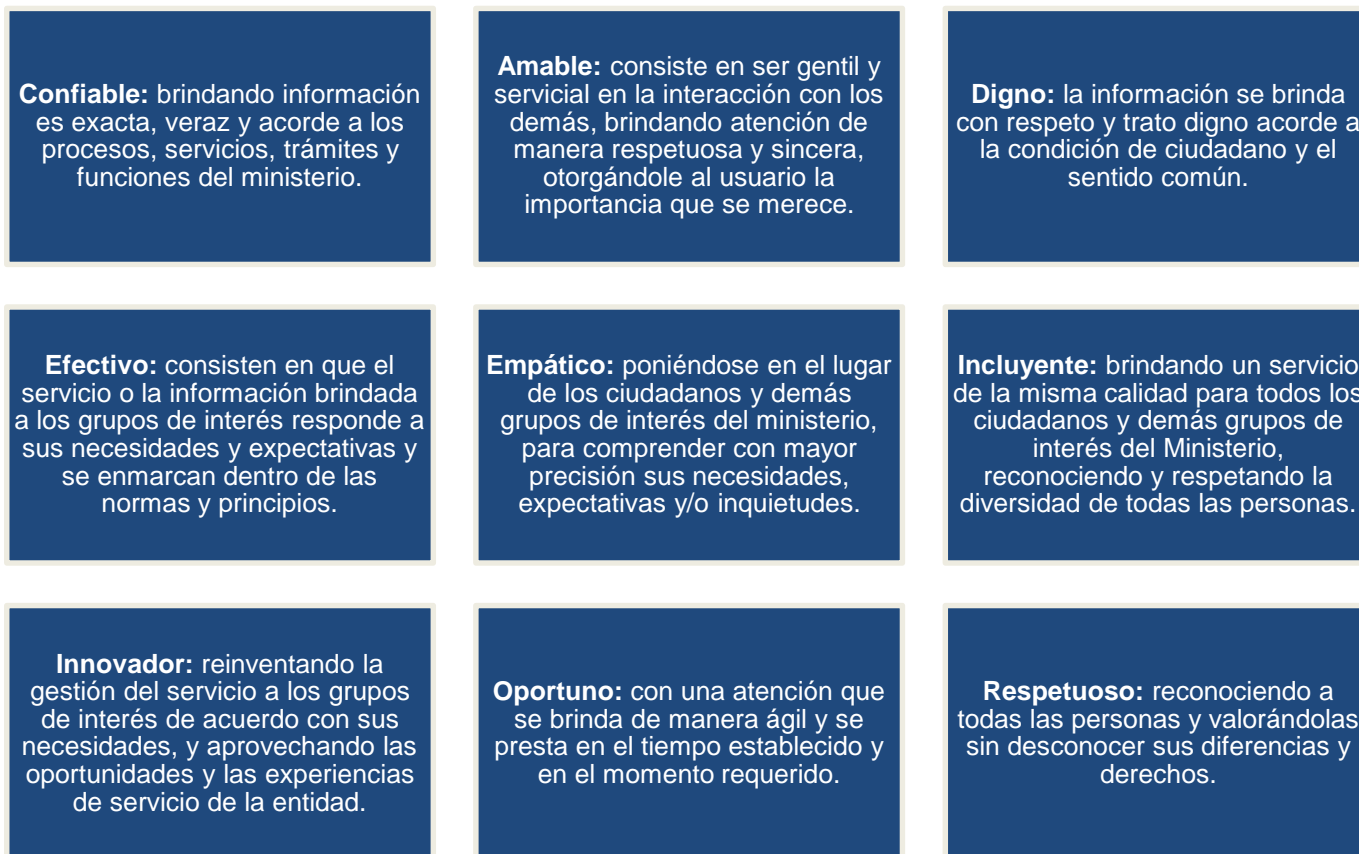 Confiable: brindando información
es exacta, veraz y acorde a los
procesos, servicios, trámites y
funciones del ministerio.
Amable: consiste en ser gentil y
servicial en la interacción con los
demás, brindando atención de
manera respetuosa y sincera,
otorgándole al usuario la
importancia que se merece.
Digno: la información se brinda
con respeto y trato digno acorde a
la condición de ciudadano y el
sentido común.
Efectivo: consisten en que el
servicio o la información brindada
a los grupos de interés responde a
sus necesidades y expectativas y
se enmarcan dentro de las
normas y principios.
Empático: poniéndose en el lugar
de los ciudadanos y demás
grupos de interés del ministerio,
para comprender con mayor
precisión sus necesidades,
expectativas y/o inquietudes.
Incluyente: brindando un servicio
de la misma calidad para todos los
ciudadanos y demás grupos de
interés del Ministerio,
reconociendo y respetando la
diversidad de todas las personas.
Innovador: reinventando la
gestión del servicio a los grupos
de interés de acuerdo con sus
necesidades, y aprovechando las
oportunidades y las experiencias
de servicio de la entidad.
Oportuno: con una atención que
se brinda de manera ágil y se
presta en el tiempo establecido y
en el momento requerido.
Respetuoso: reconociendo a
todas las personas y valorándolas
sin desconocer sus diferencias y
derechos.